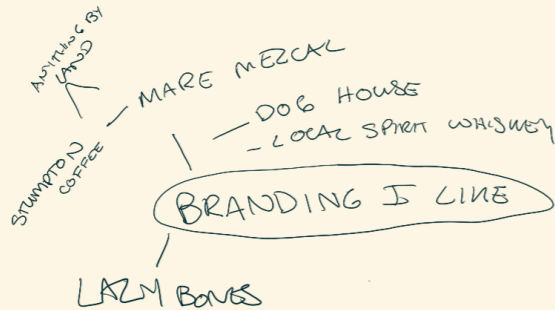 ANYTHING BY
LAND
MARE MEZCAL
STUMPTON
COFFEE
DOG HOUSE
- LOCAL SPIRIT WHISKEY
BRANDING I LIKE
LAZY BONES